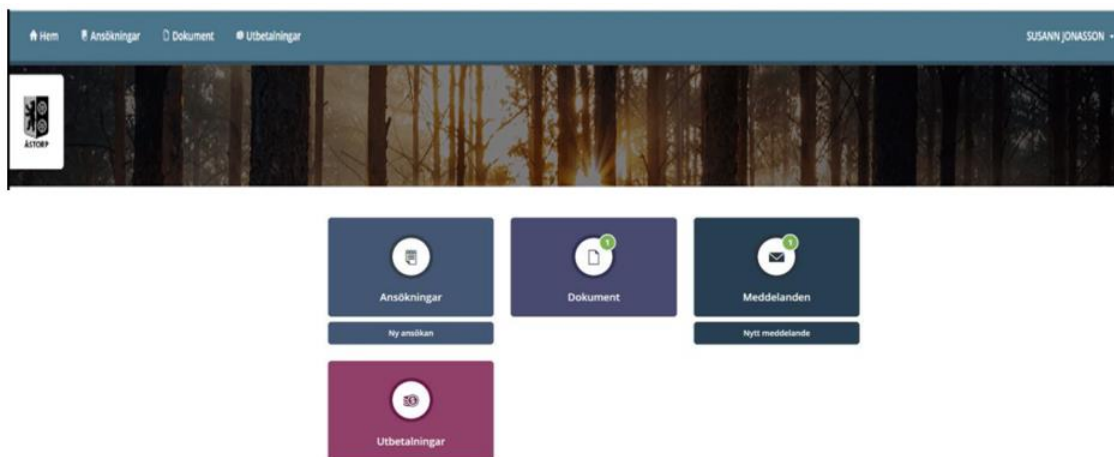 Hem Ansökningar Dokument Utbetalningar SUSANN JONASSON
ÅSTORP
1 1
Ansökningar Dokument Meddelanden
Ny ansökan Nytt meddelande
Utbetalningar